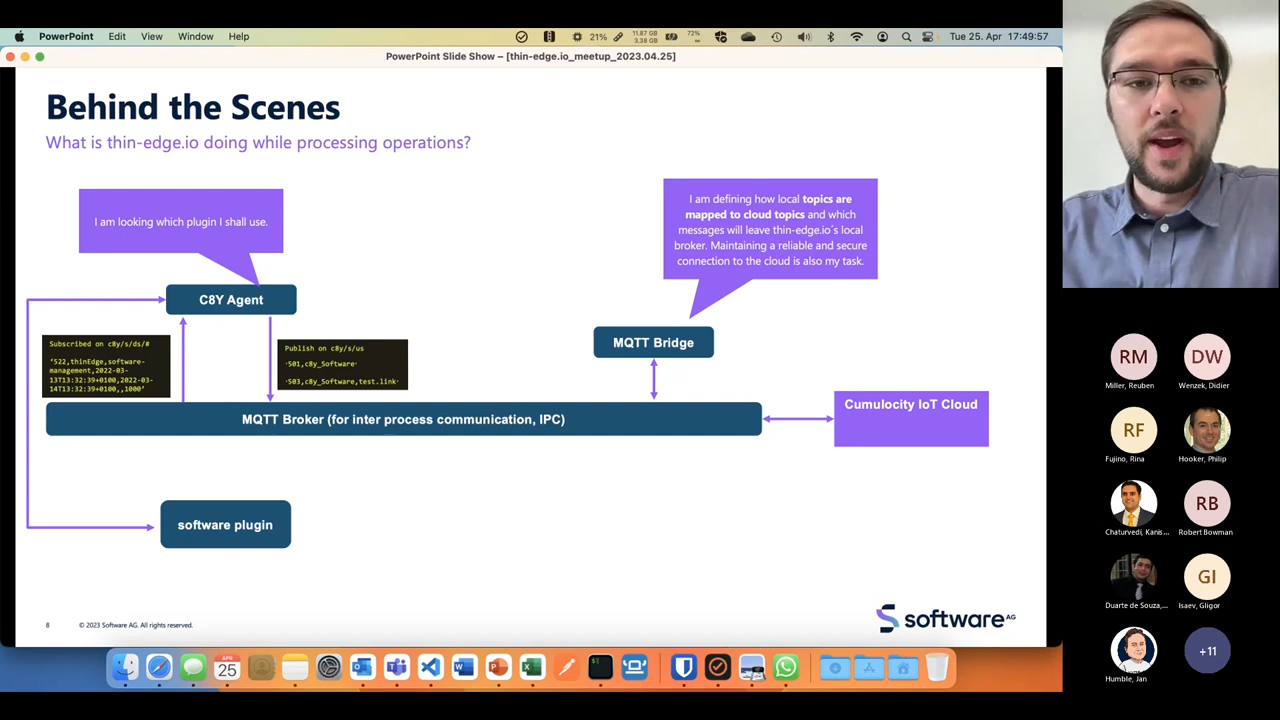 PowerPoint Edit View Window Help
21% 11.87 GB 3.38 GB 72% Tue 25. Apr 17:49:57
PowerPoint Slide Show – [thin-edge.io_meetup_2023.04.25]
Behind the Scenes
What is thin-edge.io doing while processing operations?
I am looking which plugin I shall use.
I am defining how local topics are
mapped to cloud topics and which
messages will leave thin-edge.io´s local
broker. Maintaining a reliable and secure
connection to the cloud is also my task.
C8Y Agent
Subscribed on c8y/s/ds/#
‘522,thinEdge,software-
management,2022-03-
13T13:32:39+0100,2022-03-
14T13:32:39+0100,,1000’
Publish on c8y/s/us
‘501,c8y_Software‘
‘503,c8y_Software,test.link‘
MQTT Bridge
MQTT Broker (for inter process communication, IPC)
Cumulocity IoT Cloud
software plugin
8 © 2023 Software AG. All rights reserved.
software AG
APR
25
RM
Miller, Reuben
DW
Wenzek, Didier
RF
Fujino, Rina
Hooker, Philip
Chaturvedi, Kanis...
RB
Robert Bowman
Duarte de Souza,...
GI
Isaev, Gligor
Humble, Jan
+11